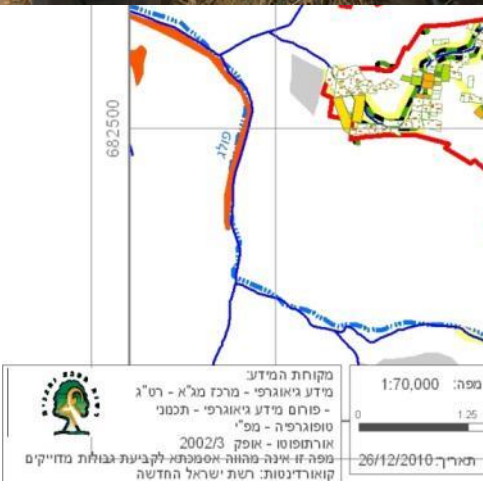 682500
פולג
מקורות המידע:
מידע גיאוגרפי - מרכז מג"א - רט"ג
- פורום מידע גיאוגרפי - תכנוני
טופוגרפיה - מפ"י
אורתופוטו - אופק 2002/3
מפה זו אינה מהווה אסמכתא לקביעת גבולות מדוייקים
קואורדינטות: רשת ישראל החדשה
מפה: 1:70,000
0 1.25
תאריך: 26/12/2010